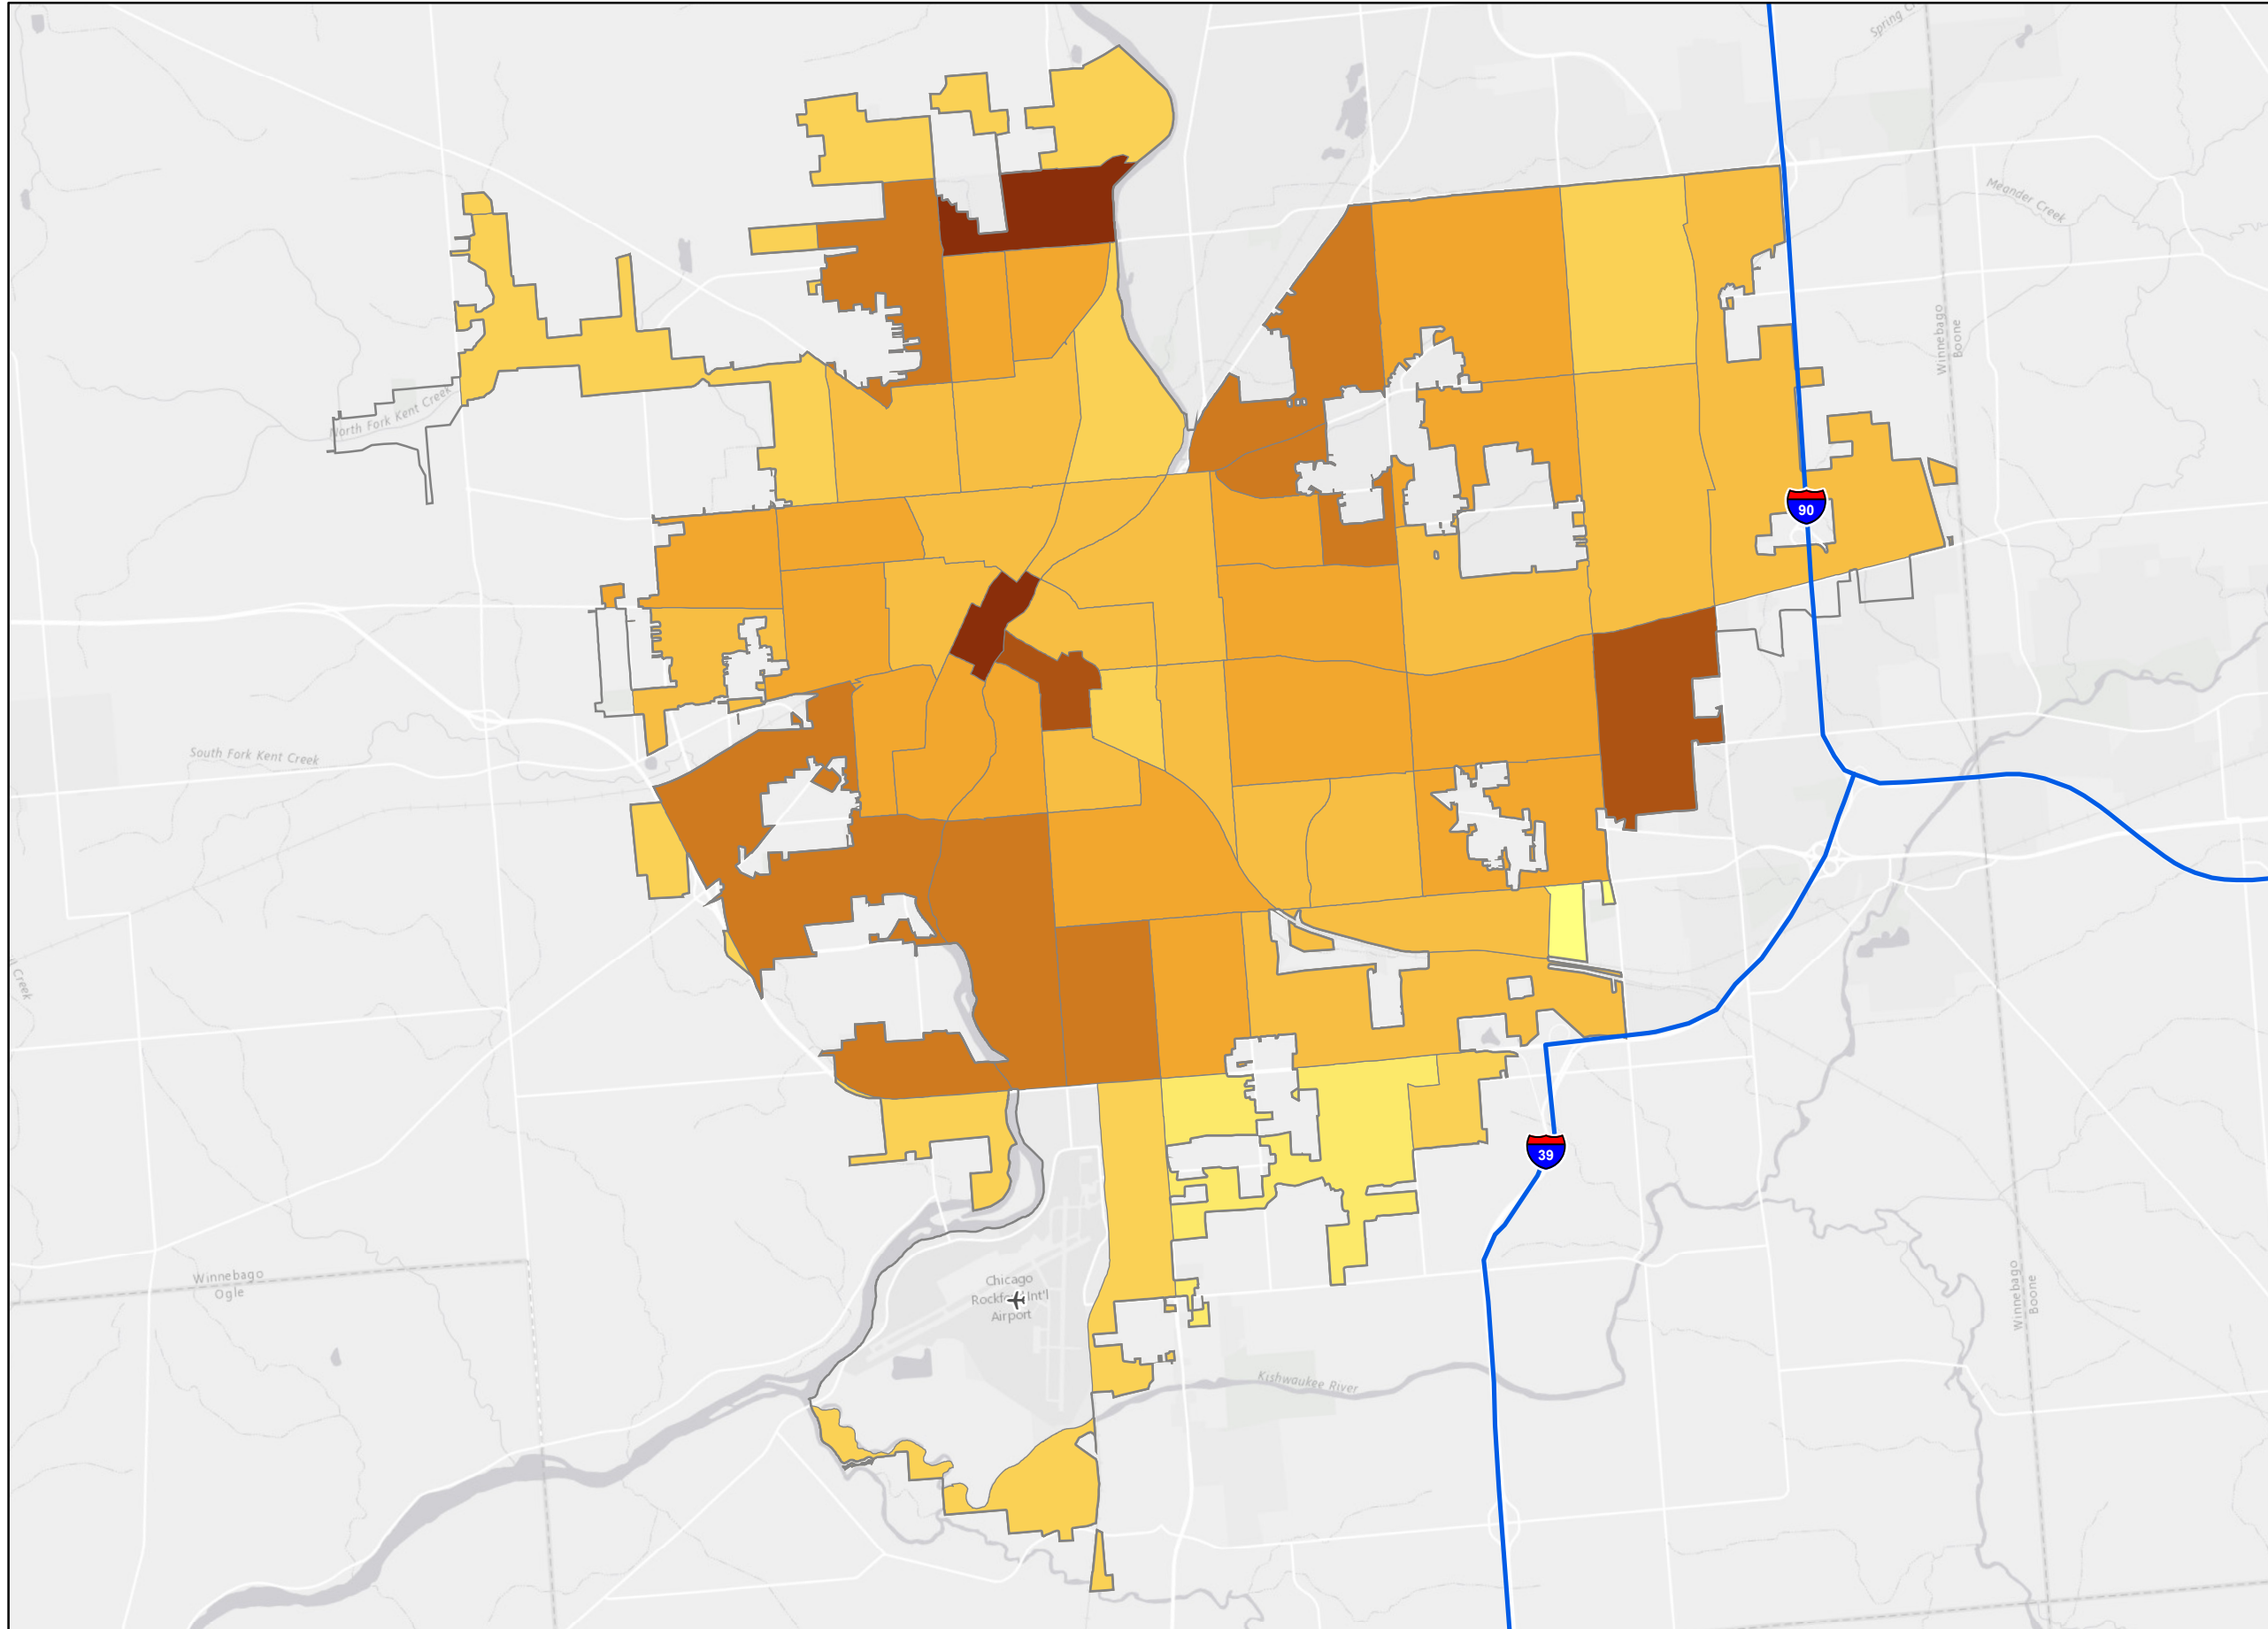 Spring Cr
Meander Creek
Winnebago
Boone
North Fork Kent Creek
90
South Fork Kent Creek
Creek
39
Winnebago
Ogle
Chicago
Rockford Int'l
Airport
Winnebago
Boone
Kishwaukee River